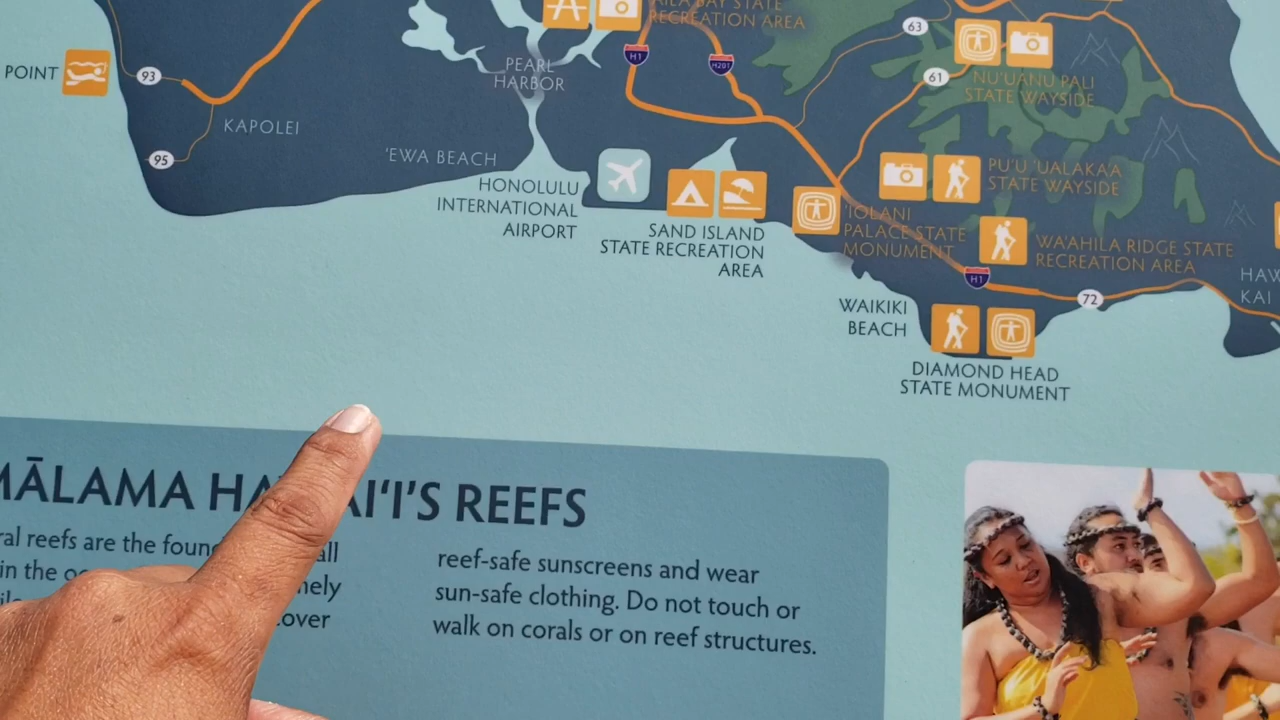 RECREATION AREA
63
H1
H201
PEARL
HARBOR
POINT
93
61
NU'UANU PALI
STATE WAYSIDE
KAPOLEI
95
'EWA BEACH
HONOLULU
INTERNATIONAL
AIRPORT
PU'U 'UALAKA'A
STATE WAYSIDE
SAND ISLAND
STATE RECREATION
AREA
'IOLANI
PALACE STATE
MONUMENT
WA'AHILA RIDGE STATE
RECREATION AREA
H1
72
WAIKIKI
BEACH
DIAMOND HEAD
STATE MONUMENT
KAI
MĀLAMA HA AI'I'S REEFS
reefs are the all
in the
over
reef-safe sunscreens and wear
sun-safe clothing. Do not touch or
walk on corals or on reef structures.